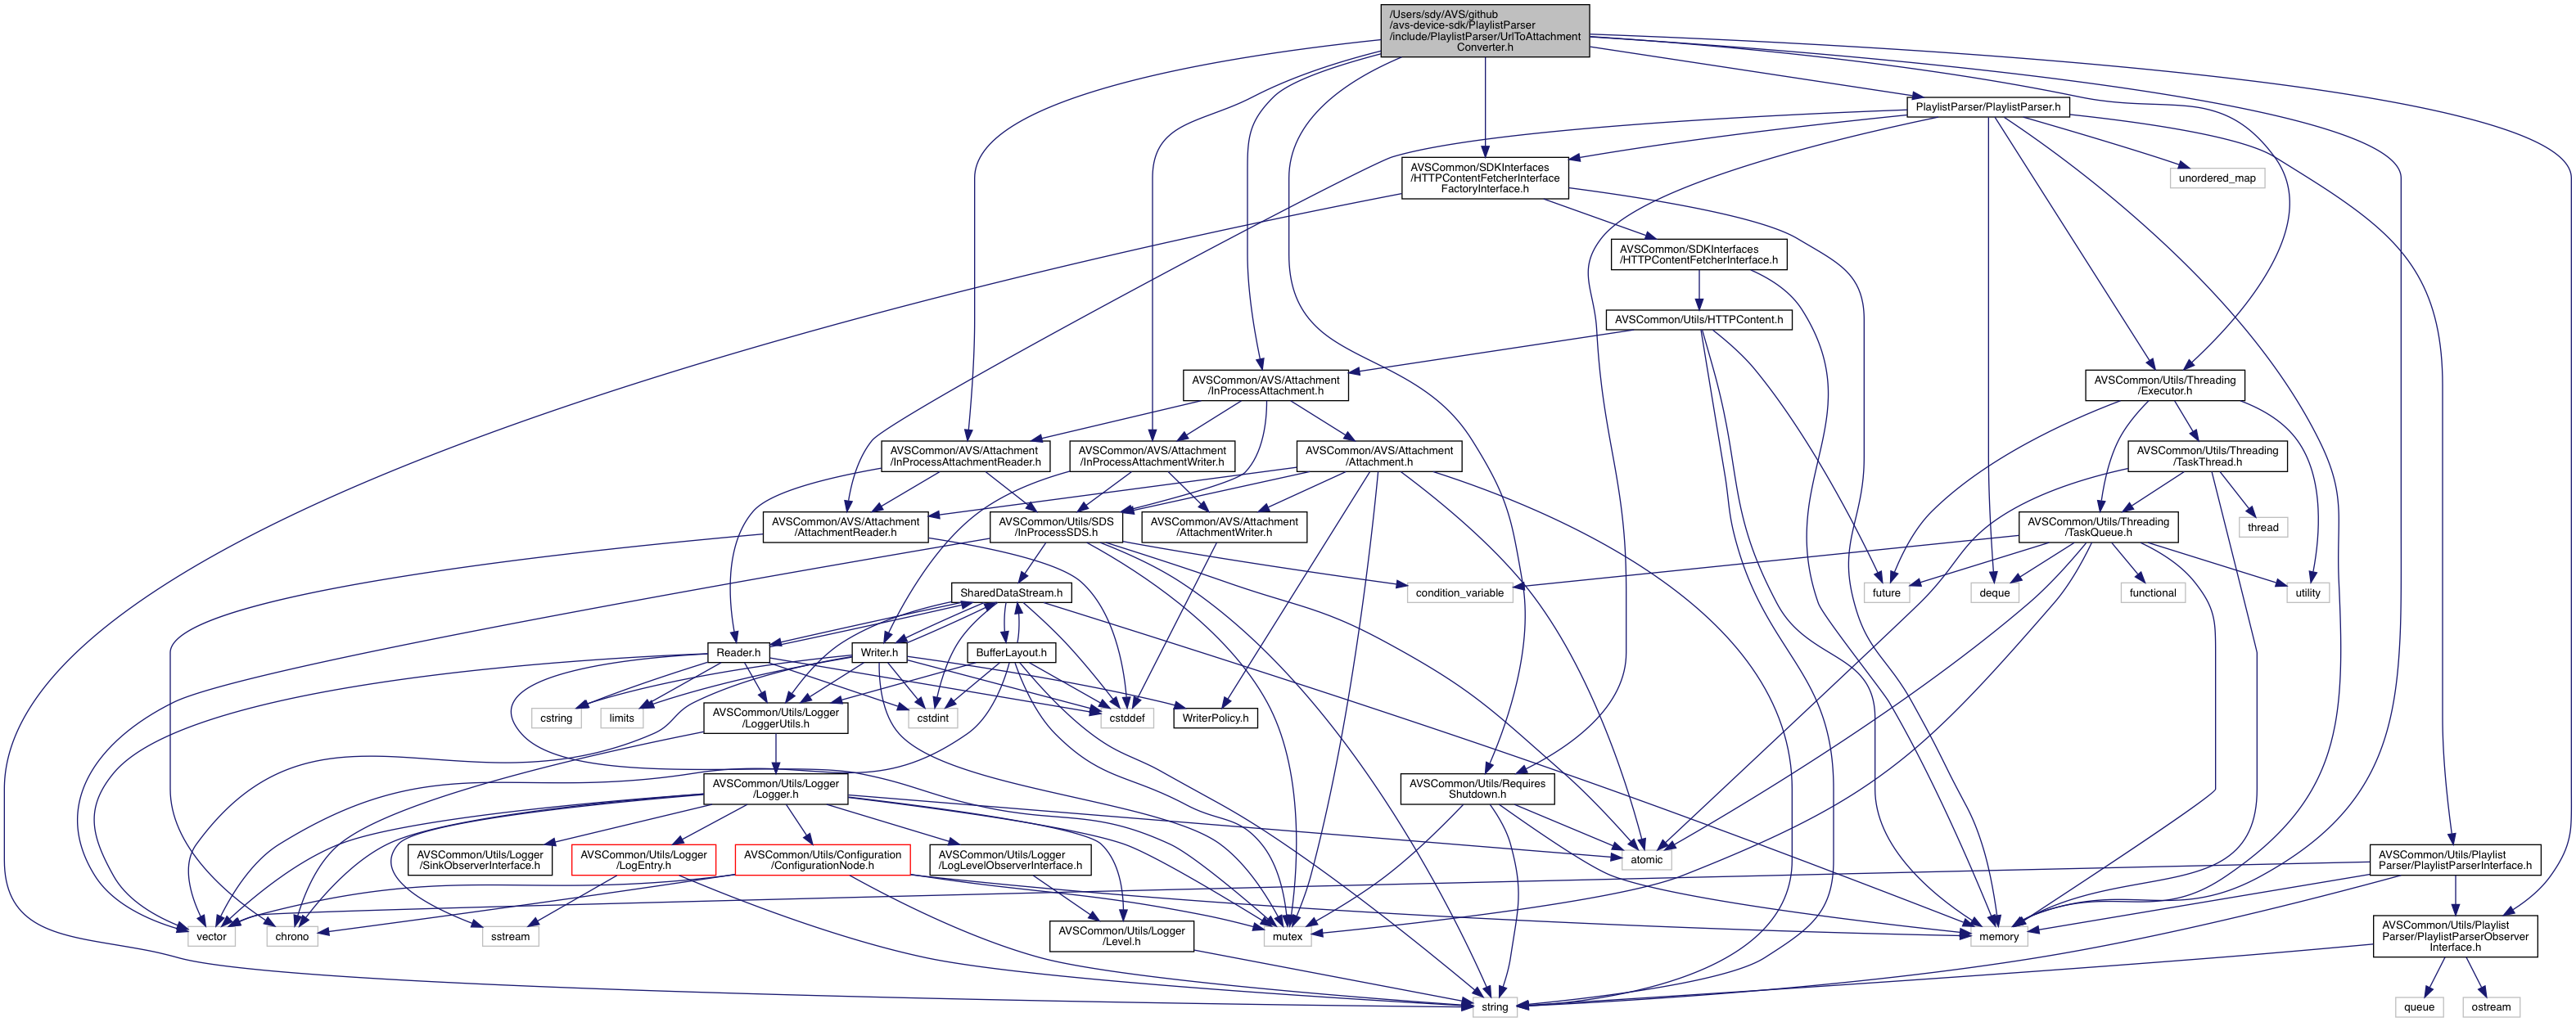 /Users/sdy/AVS/github
/avs-device-sdk/PlaylistParser
/include/PlaylistParser/UrlToAttachment
Converter.h
PlaylistParser/PlaylistParser.h
AVSCommon/SDKInterfaces
/HTTPContentFetcherInterface
FactoryInterface.h
unordered_map
AVSCommon/SDKInterfaces
/HTTPContentFetcherInterface.h
AVSCommon/Utils/HTTPContent.h
AVSCommon/AVS/Attachment
/InProcessAttachment.h
AVSCommon/Utils/Threading
/Executor.h
AVSCommon/AVS/Attachment
/InProcessAttachmentReader.h
AVSCommon/AVS/Attachment
/InProcessAttachmentWriter.h
AVSCommon/AVS/Attachment
/Attachment.h
AVSCommon/Utils/Threading
/TaskThread.h
AVSCommon/AVS/Attachment
/AttachmentReader.h
AVSCommon/Utils/SDS
/InProcessSDS.h
AVSCommon/AVS/Attachment
/AttachmentWriter.h
AVSCommon/Utils/Threading
/TaskQueue.h
thread
SharedDataStream.h
condition_variable
future
deque
functional
utility
Reader.h
Writer.h
BufferLayout.h
cstring
limits
AVSCommon/Utils/Logger
/LoggerUtils.h
cstdint
cstddef
WriterPolicy.h
AVSCommon/Utils/Logger
/Logger.h
AVSCommon/Utils/Requires
Shutdown.h
AVSCommon/Utils/Logger
/SinkObserverInterface.h
AVSCommon/Utils/Logger
/LogEntry.h
AVSCommon/Utils/Configuration
/ConfigurationNode.h
AVSCommon/Utils/Logger
/LogLevelObserverInterface.h
atomic
AVSCommon/Utils/Playlist
Parser/PlaylistParserInterface.h
vector
chrono
sstream
AVSCommon/Utils/Logger
/Level.h
mutex
memory
AVSCommon/Utils/Playlist
Parser/PlaylistParserObserver
Interface.h
string
queue
ostream